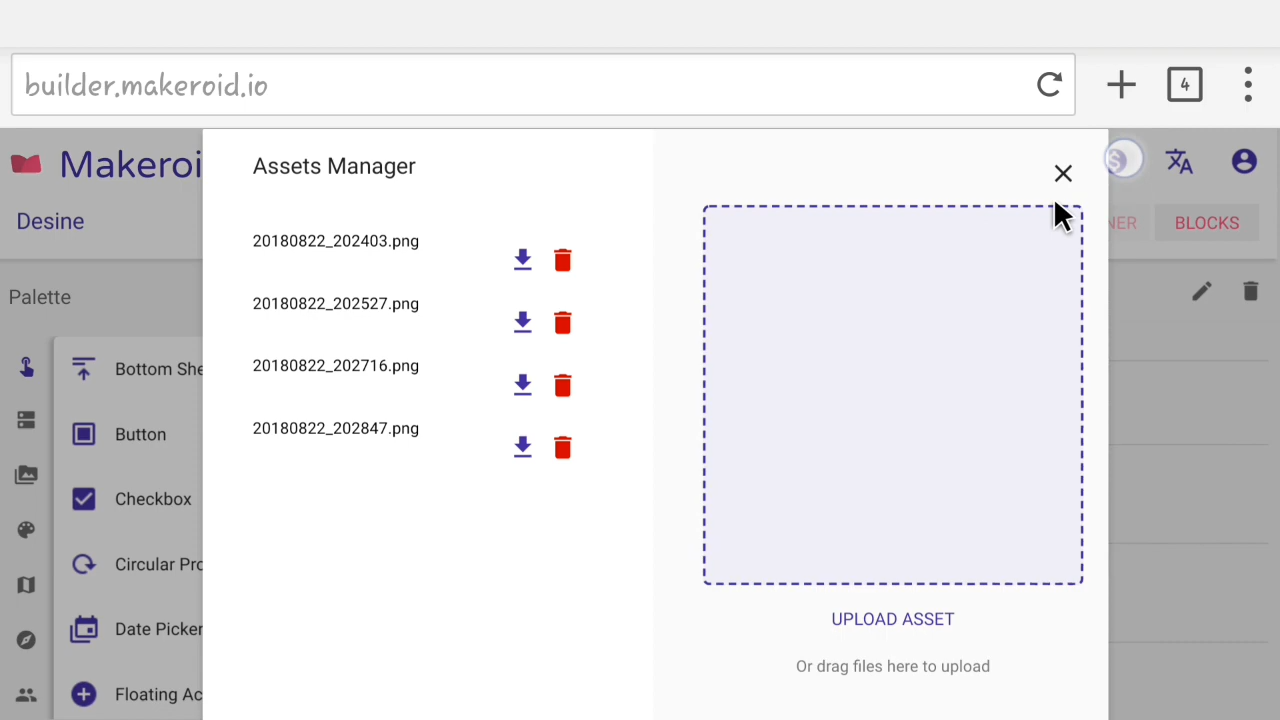 builder.makeroid.io
4
Makeroi
Assets Manager
Desine
NER
BLOCKS
20180822_202403.png
Palette
20180822_202527.png
Bottom She
20180822_202716.png
Button
20180822_202847.png
Checkbox
Circular Pro
Date Picker
UPLOAD ASSET
Or drag files here to upload
Floating Ac